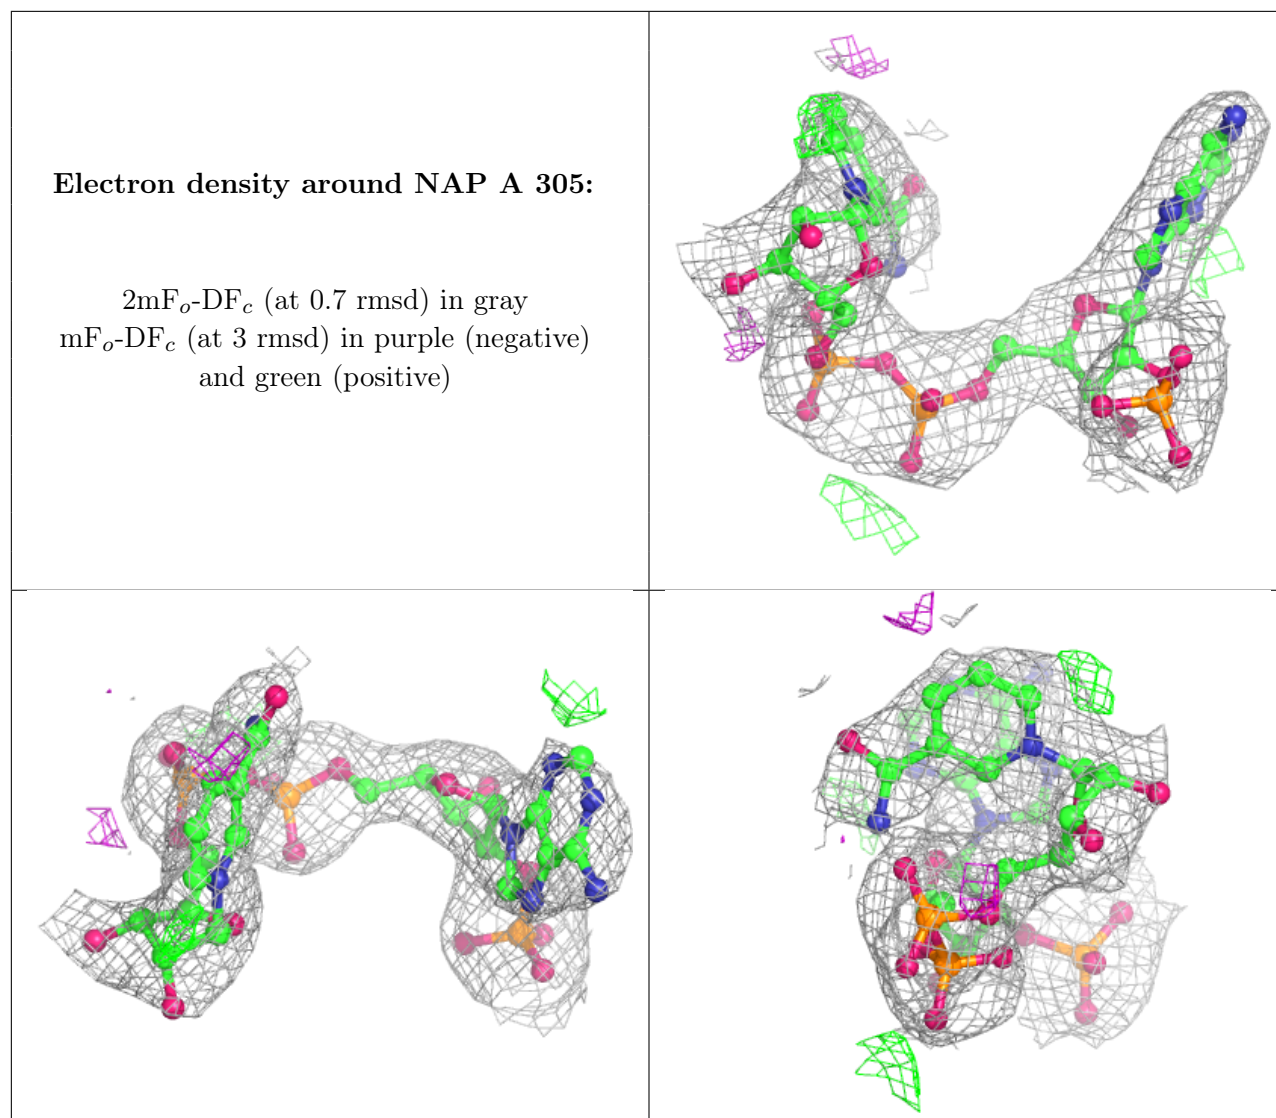 Electron density around NAP A 305:
2mFo-DFc (at 0.7 rmsd) in gray
mFo-DFc (at 3 rmsd) in purple (negative)
and green (positive)